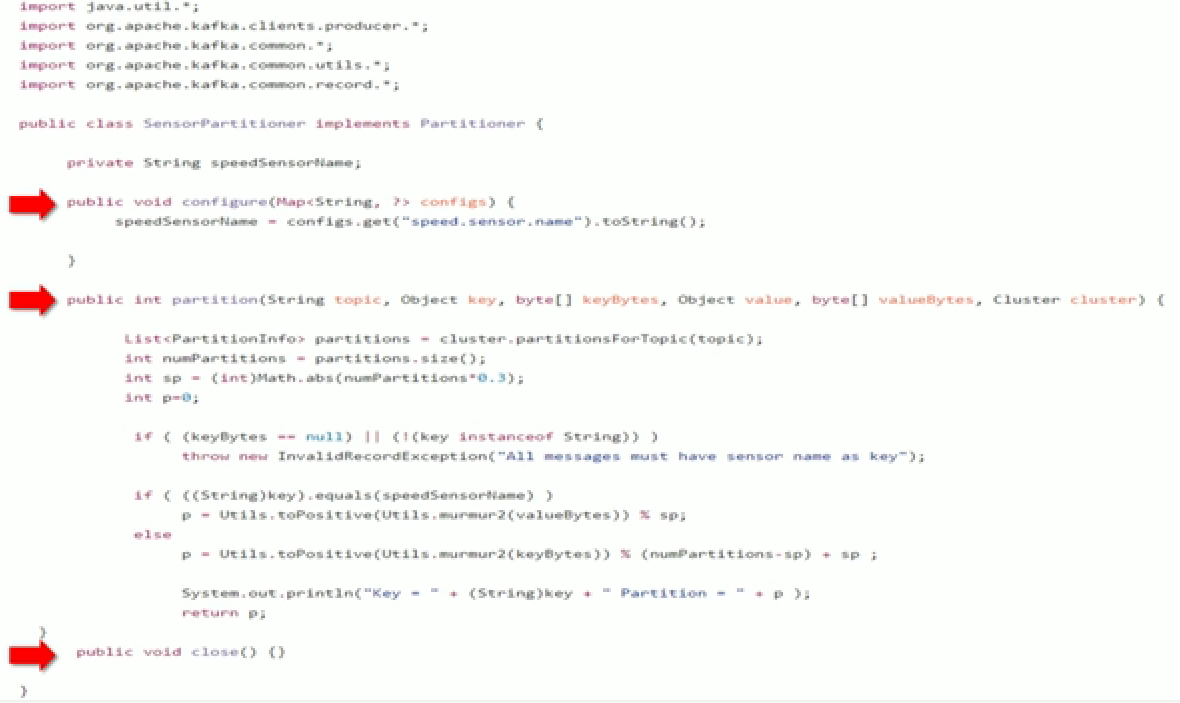 import java.util.*;
import org.apache.kafka.clients.producer.*;
import org.apache.kafka.common.*;
import org.apache.kafka.common.utils.*;
import org.apache.kafka.common.record.*;
public class SensorPartitioner implements Partitioner {
private String speedSensorName;
public void configure(Map<String, ?> configs) {
speedSensorName = configs.get("speed.sensor.name").toString();
}
public int partition(String topic, Object key, byte[] keyBytes, Object value, byte[] valueBytes, Cluster cluster) {
List<PartitionInfo> partitions = cluster.partitionsForTopic(topic);
int numPartitions = partitions.size();
int sp = (int)Math.abs(numPartitions*0.3);
int p=0;
if ( (keyBytes == null) || (!(key instanceof String)) )
throw new InvalidRecordException("All messages must have sensor name as key");
if ( ((String)key).equals(speedSensorName) )
p = Utils.toPositive(Utils.murmur2(valueBytes)) % sp;
else
p = Utils.toPositive(Utils.murmur2(keyBytes)) % (numPartitions-sp) + sp ;
System.out.println("Key = " + (String)key + " Partition = " + p );
return p;
}
public void close() {}
}